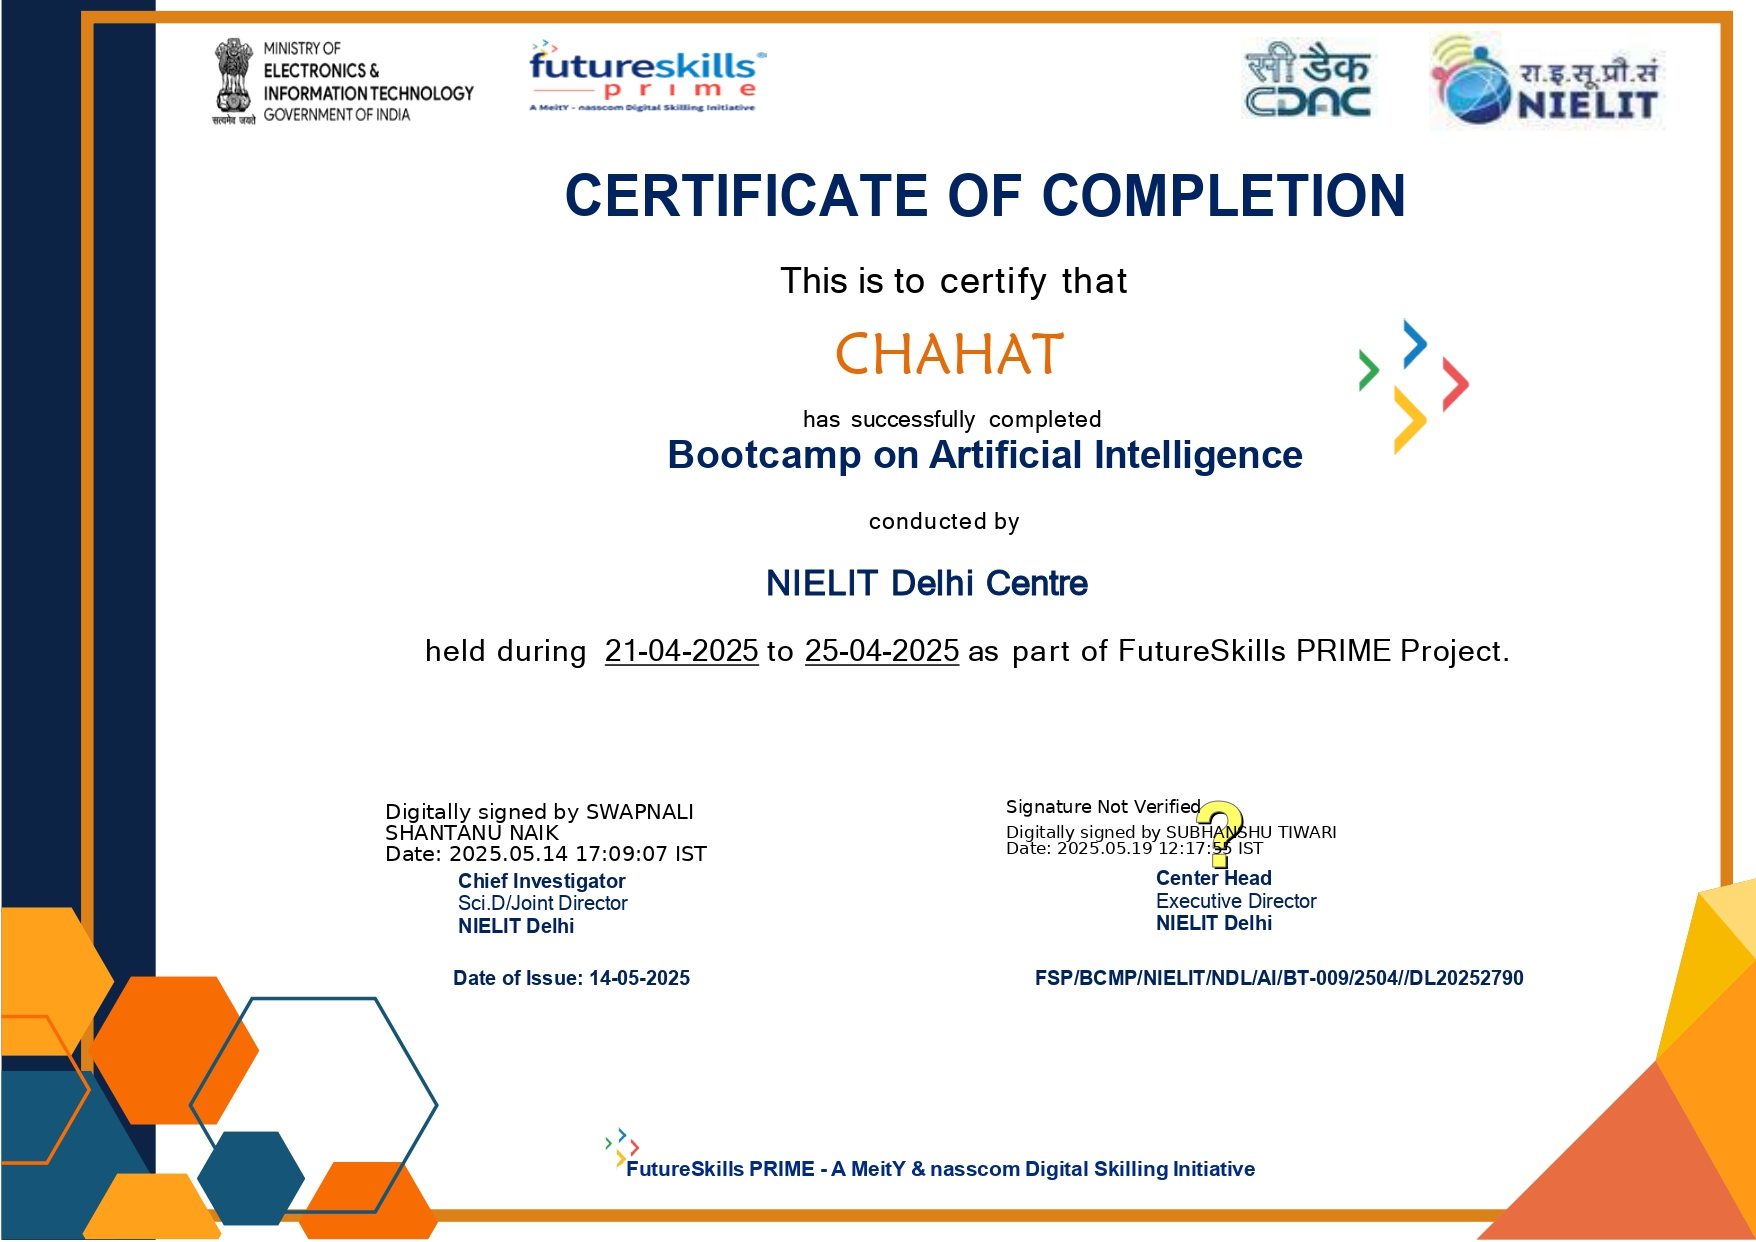 MINISTRY OF
ELECTRONICS &
INFORMATION TECHNOLOGY
GOVERNMENT OF INDIA
सत्यमेव जयते
futureskills
prime
A MeitY - nasscom Digital Skilling Initiative
सी डैक
CDAC
रा.इ.सू.प्रौ.सं
NIELIT
CERTIFICATE OF COMPLETION
This is to certify that
CHAHAT
has successfully completed
Bootcamp on Artificial Intelligence
conducted by
NIELIT Delhi Centre
held during 21-04-2025 to 25-04-2025 as part of FutureSkills PRIME Project.
Digitally signed by SWAPNALI
SHANTANU NAIK
Date: 2025.05.14 17:09:07 IST
Chief Investigator
Sci.D/Joint Director
NIELIT Delhi
Date of Issue: 14-05-2025
Signature Not Verified
?
Digitally signed by SUBHANSHU TIWARI
Date: 2025.05.19 12:17:55 IST
Center Head
Executive Director
NIELIT Delhi
FSP/BCMP/NIELIT/NDL/AI/BT-009/2504//DL20252790
FutureSkills PRIME - A MeitY & nasscom Digital Skilling Initiative